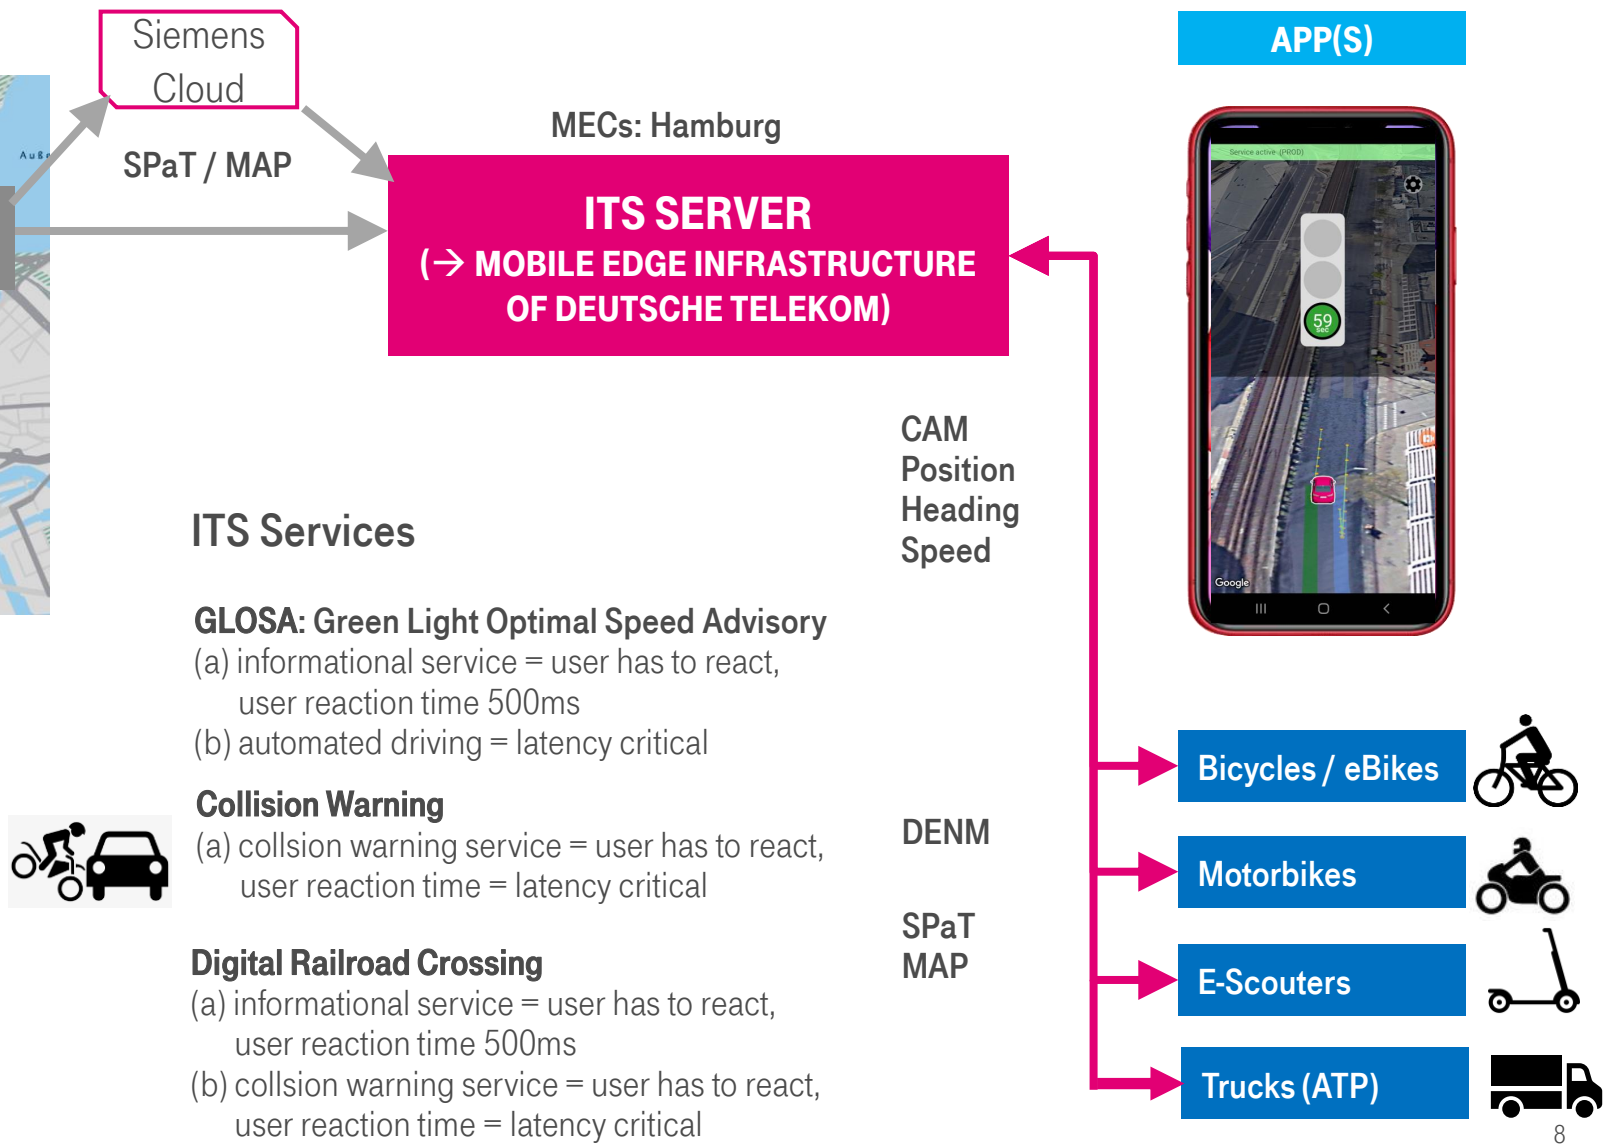 Siemens
Cloud
APP(S)
MECs: Hamburg
SPaT / MAP
ITS SERVER
(→ MOBILE EDGE INFRASTRUCTURE
OF DEUTSCHE TELEKOM)
Service active (PROD)
59
sec
Google
CAM
Position
Heading
Speed
ITS Services
GLOSA: Green Light Optimal Speed Advisory
(a) informational service = user has to react,
user reaction time 500ms
(b) automated driving = latency critical
Collision Warning
(a) collsion warning service = user has to react,
user reaction time = latency critical
Digital Railroad Crossing
(a) informational service = user has to react,
user reaction time 500ms
(b) collsion warning service = user has to react,
user reaction time = latency critical
DENM
SPaT
MAP
Bicycles / eBikes
Motorbikes
E-Scouters
Trucks (ATP)
8